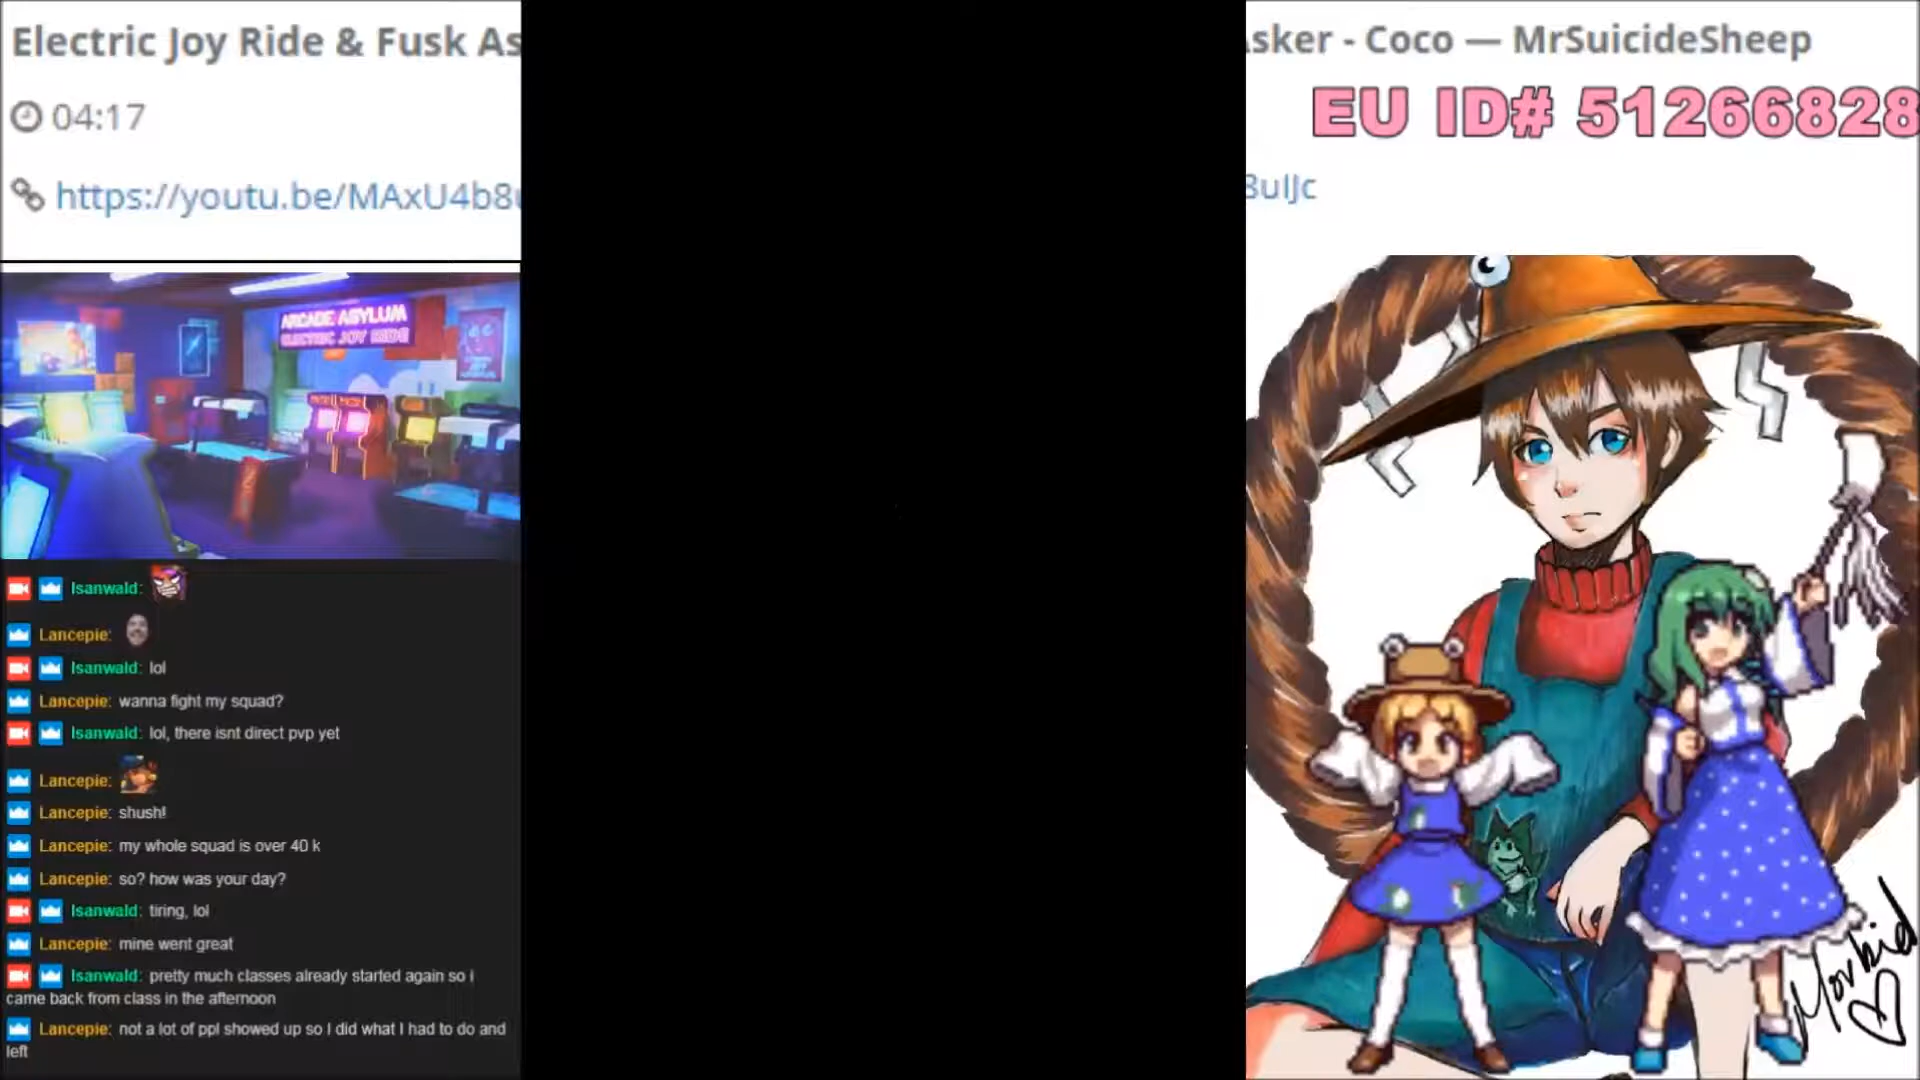 Electric Joy Ride & Fusk As
sker - Coco — MrSuicideSheep
04:17
EU ID# 51266828
https://youtu.be/MAxU4b8u
8uIJc
ARCADE ASYLUM
ELECTRIC JOY RIDE
Isanwald:
Lancepie:
Isanwald: lol
Lancepie: wanna fight my squad?
Isanwald: lol, there isnt direct pvp yet
Lancepie:
Lancepie: shush!
Lancepie: my whole squad is over 40 k
Lancepie: so? how was your day?
Isanwald: tiring, lol
Lancepie: mine went great
Isanwald: pretty much classes already started again so i
came back from class in the afternoon
Lancepie: not a lot of ppl showed up so I did what I had to do and
left
Morbid